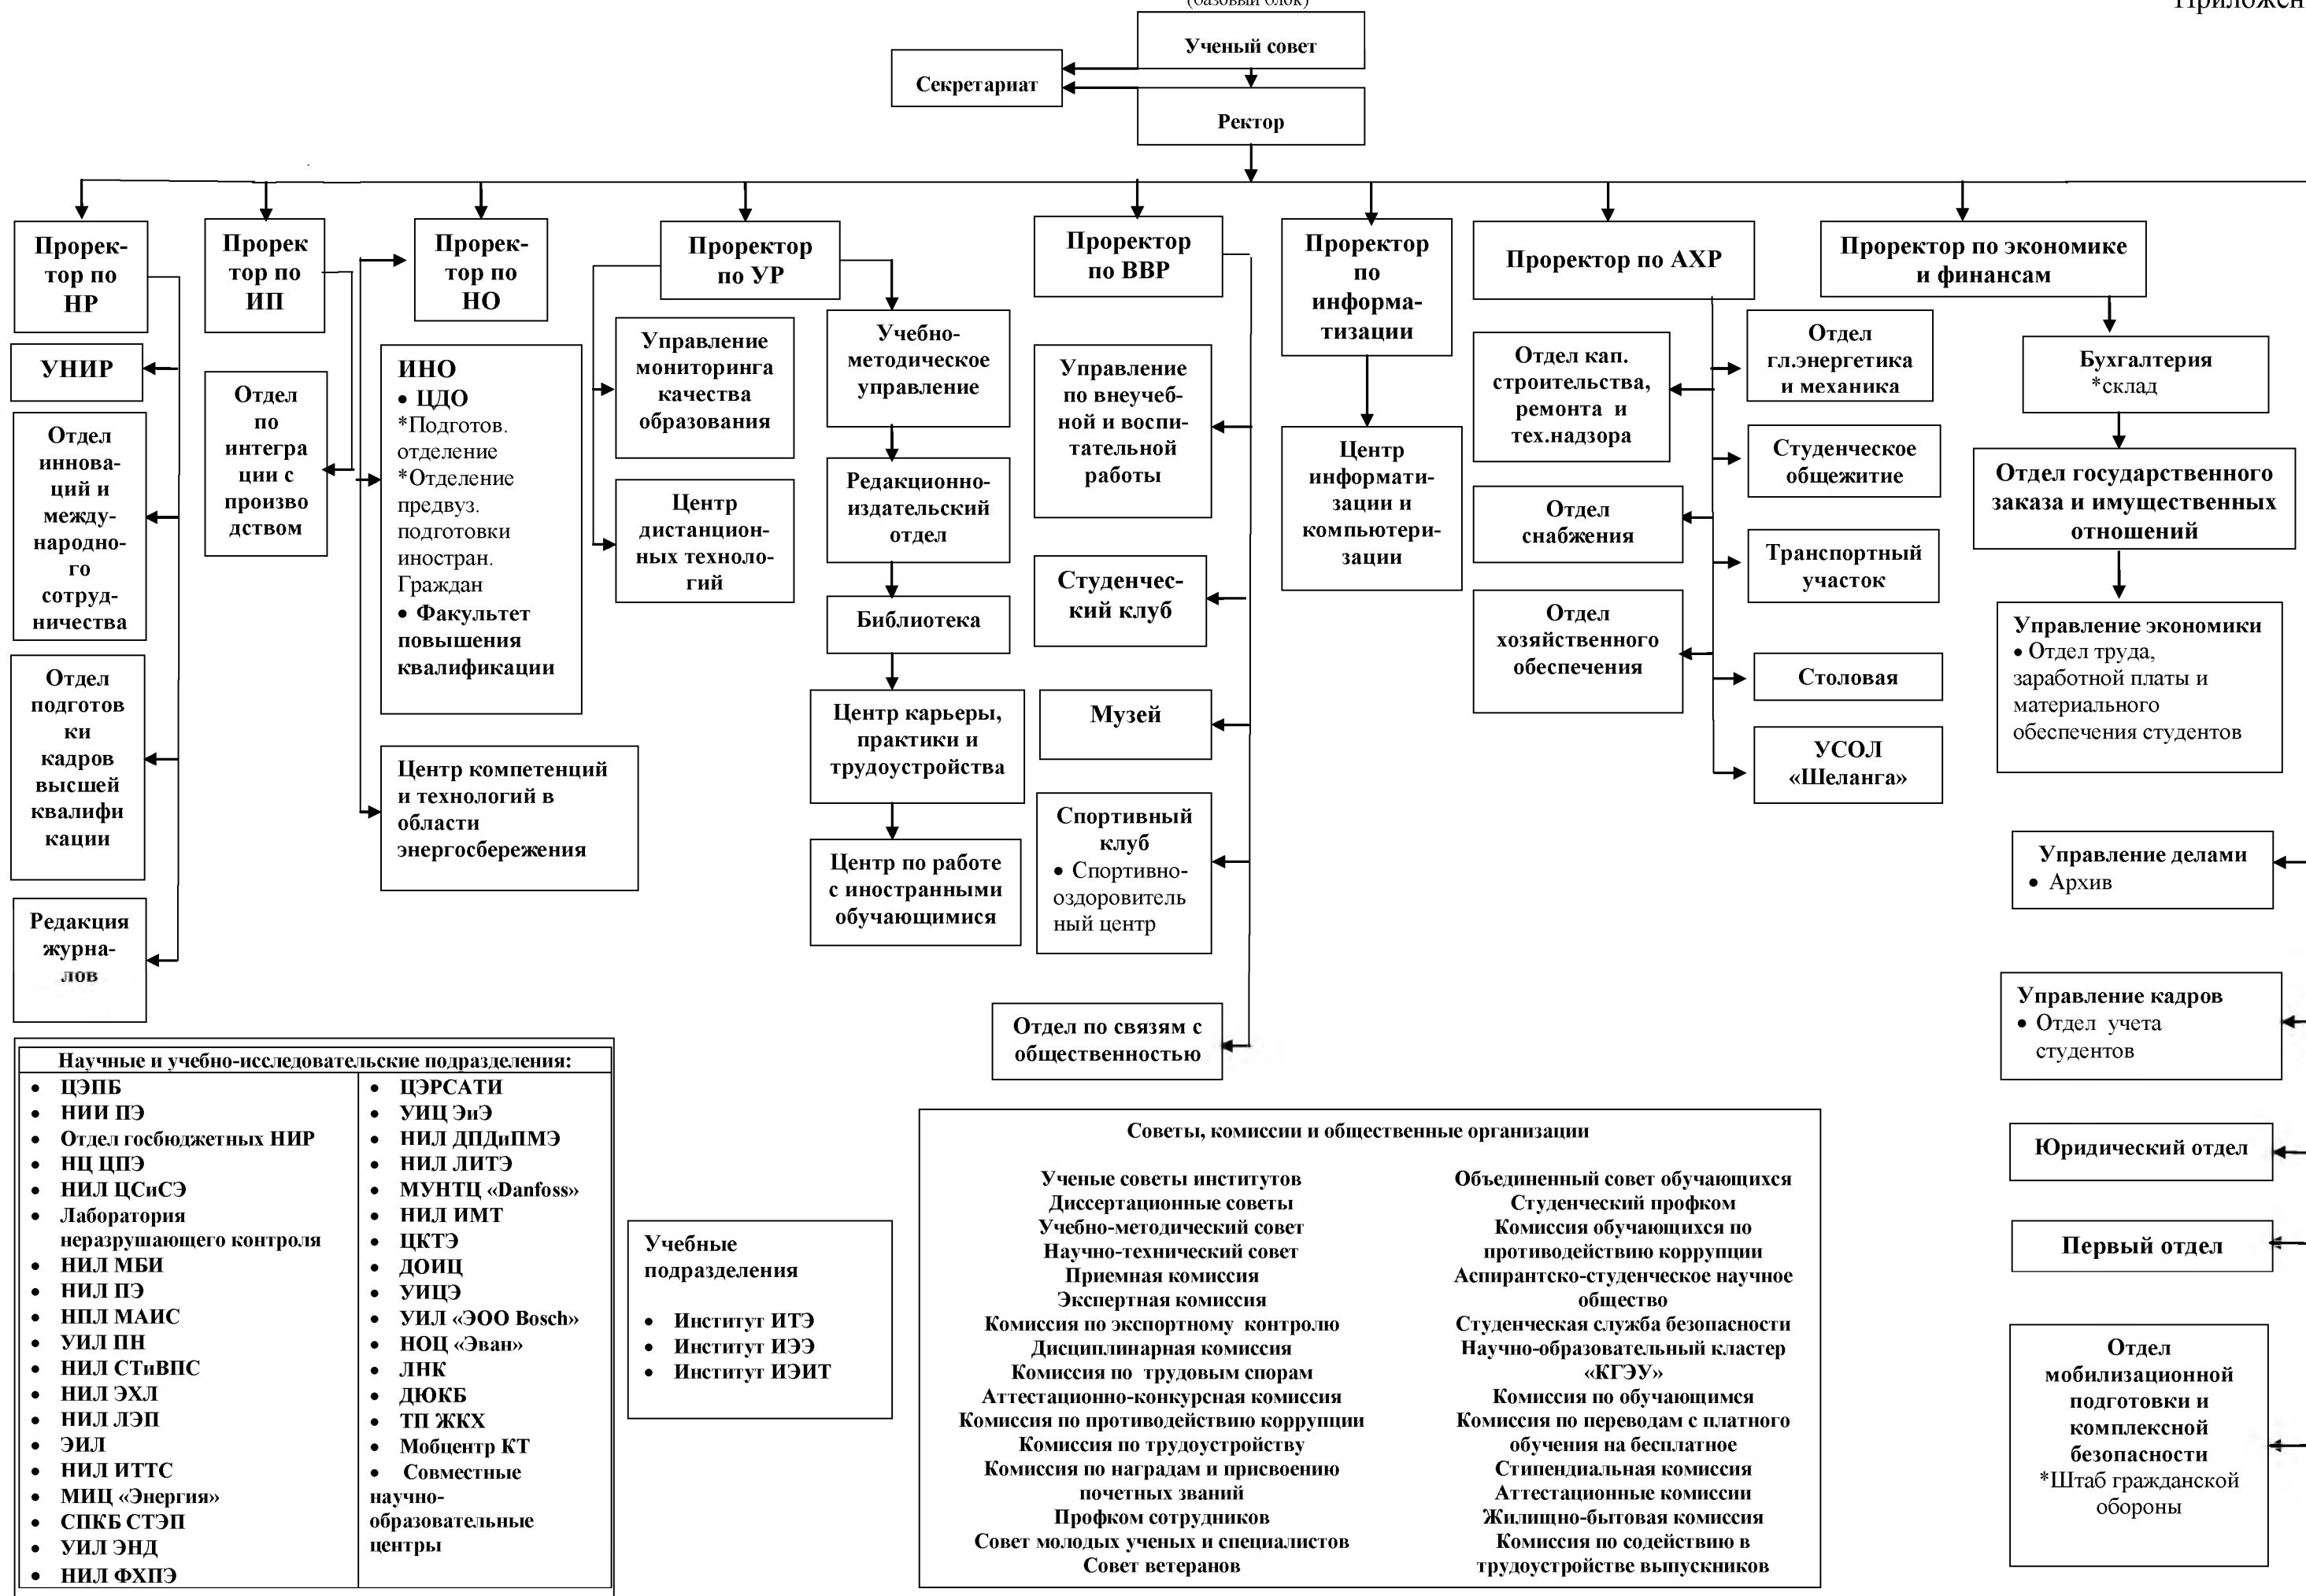 (базовый блок)
Приложен
Ученый совет
Секретариат
Ректор
Прорек-
тор по
НР
Прорек
тор по
ИП
Прорек-
тор по
НО
Проректор
по УР
Проректор
по ВВР
Проректор
по
информа-
тизации
Проректор по АХР
Проректор по экономике
и финансам
УНИР
Отдел
иннова-
ций и
между-
народно-
го
сотруд-
ничества
Отдел
подготов
ки
кадров
высшей
квалифи
кации
Редакция
журна-
лов
Отдел
по
интегра
ции с
произво
дством
ИНО
• ЦДО
*Подготов.
отделение
*Отделение
предвуз.
подготовки
иностран.
Граждан
• Факультет
повышения
квалификации
Центр компетенций
и технологий в
области
энергосбережения
Управление
мониторинга
качества
образования
Центр
дистанцион-
ных техноло-
гий
Учебно-
методическое
управление
Редакционно-
издательский
отдел
Библиотека
Центр карьеры,
практики и
трудоустройства
Центр по работе
с иностранными
обучающимися
Управление
по внеучеб-
ной и воспи-
тательной
работы
Студенчес-
кий клуб
Музей
Спортивный
клуб
• Спортивно-
оздоровитель
ный центр
Отдел по связям с
общественностью
Центр
информати-
зации и
компьютери-
зации
Отдел кап.
строительства,
ремонта и
тех.надзора
Отдел
снабжения
Отдел
хозяйственного
обеспечения
Отдел
гл.энергетика
и механика
Студенческое
общежитие
Транспортный
участок
Столовая
УСОЛ
«Шеланга»
Бухгалтерия
*склад
Отдел государственного
заказа и имущественных
отношений
Управление экономики
• Отдел труда,
заработной платы и
материального
обеспечения студентов
Управление делами
• Архив
Управление кадров
• Отдел учета
студентов
Юридический отдел
Первый отдел
Отдел
мобилизационной
подготовки и
комплексной
безопасности
*Штаб гражданской
обороны
Научные и учебно-исследовательские подразделения:
• ЦЭПБ
• НИИ ПЭ
• Отдел госбюджетных НИР
• НЦ ЦПЭ
• НИЛ ЦСиСЭ
• Лаборатория
неразрушающего контроля
• НИЛ МБИ
• НИЛ ПЭ
• НПЛ МАИС
• УИЛ ПН
• НИЛ СТиВПС
• НИЛ ЭХЛ
• НИЛ ЛЭП
• ЭИЛ
• НИЛ ИТТС
• МИЦ «Энергия»
• СПКБ СТЭП
• УИЛ ЭНД
• НИЛ ФХПЭ
• ЦЭРСАТИ
• УИЦ ЭиЭ
• НИЛ ДПДиПМЭ
• НИЛ ЛИТЭ
• МУНТЦ «Danfoss»
• НИЛ ИМТ
• ЦКТЭ
• ДОИЦ
• УИЦЭ
• УИЛ «ЭОО Bosch»
• НОЦ «Эван»
• ЛНК
• ДЮКБ
• ТП ЖКХ
• Мобцентр КТ
• Совместные
научно-
образовательные
центры
Учебные
подразделения
• Институт ИТЭ
• Институт ИЭЭ
• Институт ИЭИТ
Советы, комиссии и общественные организации
Ученые советы институтов
Диссертационные советы
Учебно-методический совет
Научно-технический совет
Приемная комиссия
Экспертная комиссия
Комиссия по экспортному контролю
Дисциплинарная комиссия
Комиссия по трудовым спорам
Аттестационно-конкурсная комиссия
Комиссия по противодействию коррупции
Комиссия по трудоустройству
Комиссия по наградам и присвоению
почетных званий
Профком сотрудников
Совет молодых ученых и специалистов
Совет ветеранов
Объединенный совет обучающихся
Студенческий профком
Комиссия обучающихся по
противодействию коррупции
Аспирантско-студенческое научное
общество
Студенческая служба безопасности
Научно-образовательный кластер
«КГЭУ»
Комиссия по обучающимся
Комиссия по переводам с платного
обучения на бесплатное
Стипендиальная комиссия
Аттестационные комиссии
Жилищно-бытовая комиссия
Комиссия по содействию в
трудоустройстве выпускников